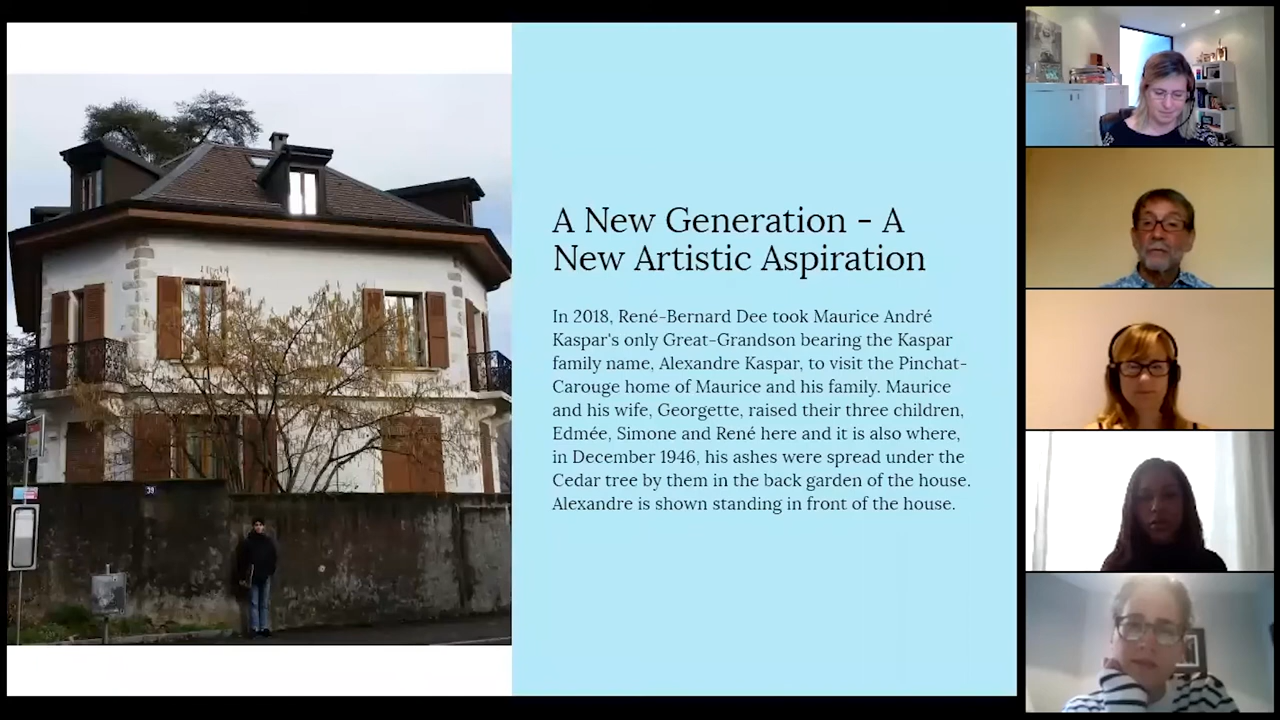 A New Generation - A
New Artistic Aspiration
In 2018, René-Bernard Dee took Maurice André
Kaspar's only Great-Grandson bearing the Kaspar
family name, Alexandre Kaspar, to visit the Pinchat-
Carouge home of Maurice and his family. Maurice
and his wife, Georgette, raised their three children,
Edmée, Simone and René here and it is also where,
in December 1946, his ashes were spread under the
Cedar tree by them in the back garden of the house.
Alexandre is shown standing in front of the house.